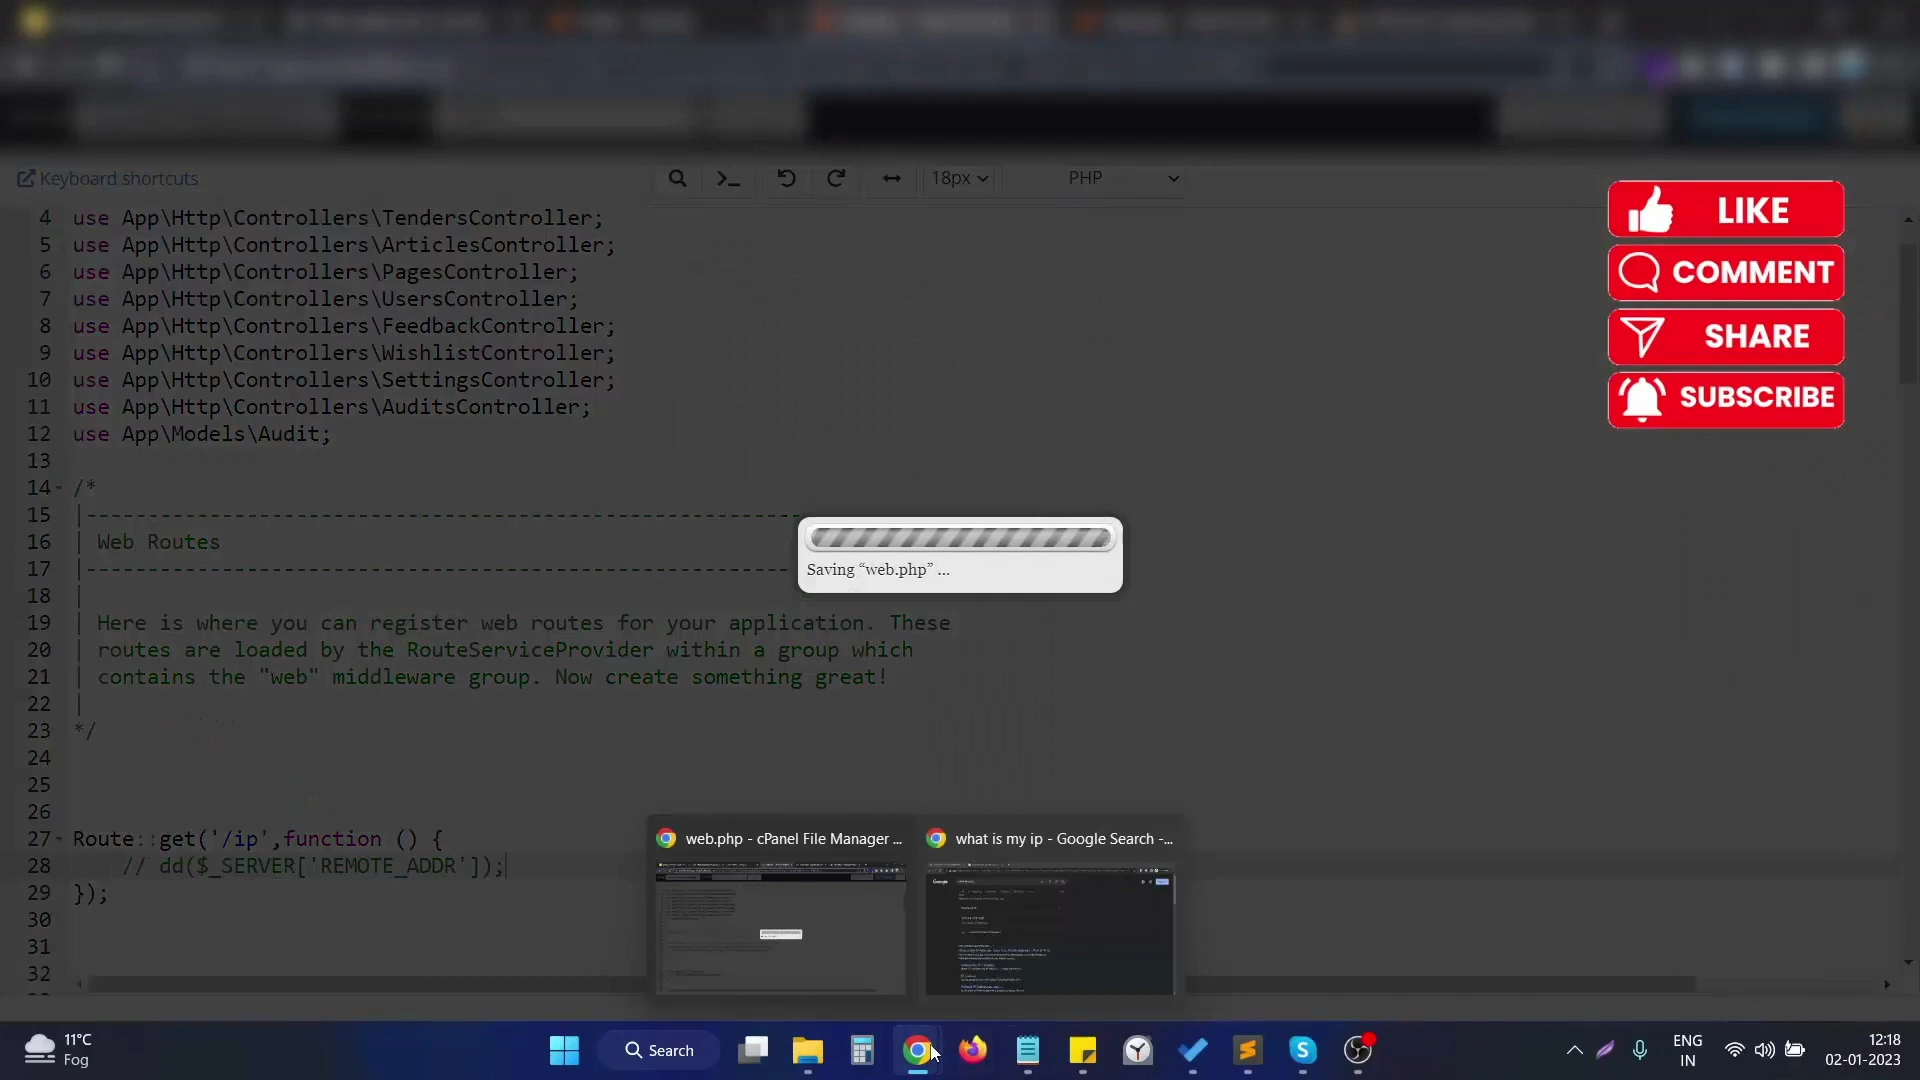 Keyboard shortcuts
18px
PHP
4 use App\Http\Controllers\TendersController;
5 use App\Http\Controllers\ArticlesController;
6 use App\Http\Controllers\PagesController;
7 use App\Http\Controllers\UsersController;
8 use App\Http\Controllers\FeedbackController;
9 use App\Http\Controllers\WishlistController;
10 use App\Http\Controllers\SettingsController;
11 use App\Http\Controllers\AuditsController;
12 use App\Models\Audit;
13
14 /*
15 |--------------------------------------------------------------------------
16 | Web Routes
17 |--------------------------------------------------------------------------
18 |
19 | Here is where you can register web routes for your application. These
20 | routes are loaded by the RouteServiceProvider within a group which
21 | contains the "web" middleware group. Now create something great!
22 |
23 */
24
25
26
27 Route::get('/ip',function () {
28 // dd($_SERVER['REMOTE_ADDR']);
29 });
30
31
32
LIKE
COMMENT
SHARE
SUBSCRIBE
Saving “web.php” ...
web.php - cPanel File Manager ...
what is my ip - Google Search -...
11°C
Fog
Search
ENG
IN
12:18
02-01-2023